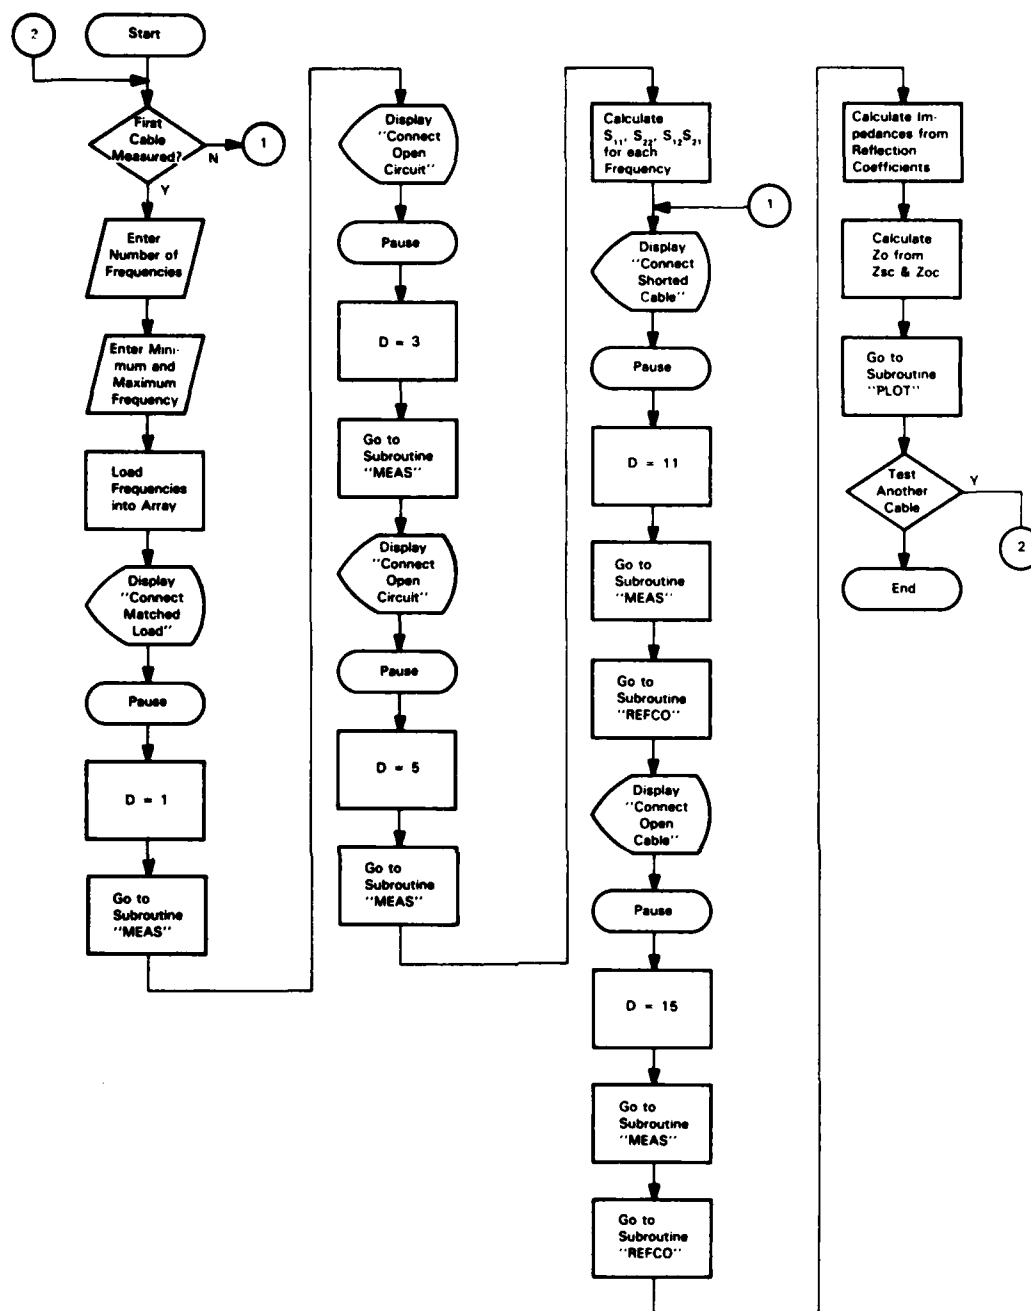 2
Start
First
Cable
Measured?
N
1
Y
Enter
Number of
Frequencies
Enter Mini-
mum and
Maximum
Frequency
Load
Frequencies
into Array
Display
"Connect
Matched
Load"
Pause
D = 1
Go to
Subroutine
"MEAS"
Display
"Connect
Open
Circuit"
Pause
D = 3
Go to
Subroutine
"MEAS"
Display
"Connect
Open
Circuit"
Pause
D = 5
Go to
Subroutine
"MEAS"
Calculate
S₁₁, S₂₂, S₁₂S₂₁
for each
Frequency
1
Display
"Connect
Shorted
Cable"
Pause
D = 11
Go to
Subroutine
"MEAS"
Go to
Subroutine
"REFCO"
Display
"Connect
Open
Cable"
Pause
D = 15
Go to
Subroutine
"MEAS"
Go to
Subroutine
"REFCO"
Calculate Im-
pedances from
Reflection
Coefficients
Calculate
Zo from
Zsc & Zoc
Go to
Subroutine
"PLOT"
Test
Another
Cable
Y
2
End